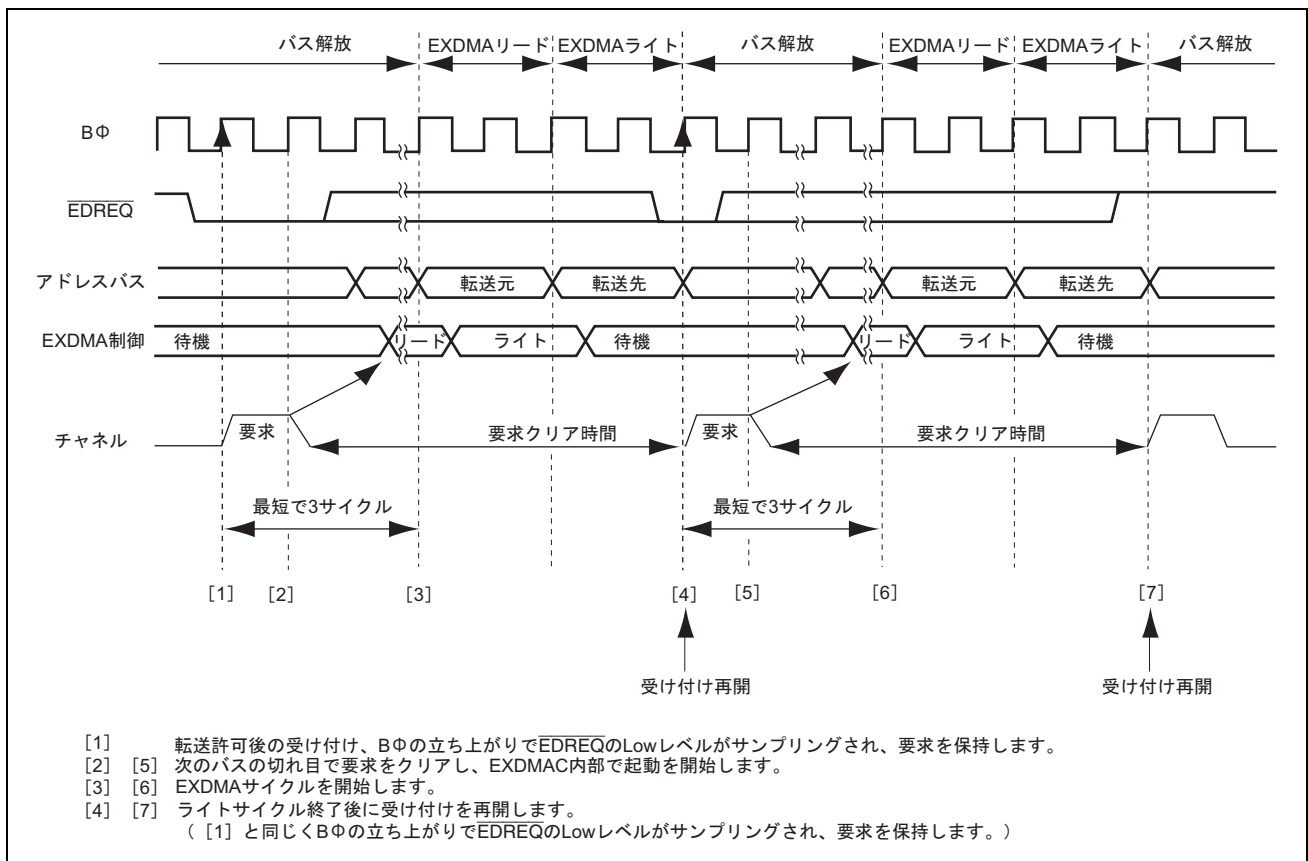 バス解放 EXDMAリード EXDMAライト バス解放 EXDMAリード EXDMAライト バス解放
BΦ
EDREQ
アドレスバス 転送元 転送先 転送元 転送先
EXDMA制御 待機 リード ライト 待機 リード ライト 待機
チャネル 要求 要求クリア時間 要求 要求クリア時間
最短で3サイクル 最短で3サイクル
[1] [2] [3] [4] [5] [6] [7]
受け付け再開 受け付け再開
[1] 転送許可後の受け付け、BΦの立ち上がりでEDREQのLowレベルがサンプリングされ、要求を保持します。
[2] [5] 次のバスの切れ目で要求をクリアし、EXDMAC内部で起動を開始します。
[3] [6] EXDMAサイクルを開始します。
[4] [7] ライトサイクル終了後に受け付けを再開します。
([1]と同じくBΦの立ち上がりでEDREQのLowレベルがサンプリングされ、要求を保持します。)